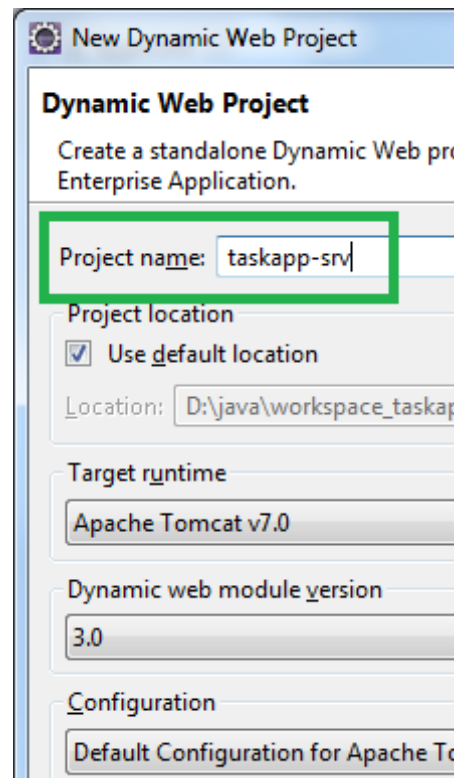 New Dynamic Web Project
Dynamic Web Project
Create a standalone Dynamic Web
Enterprise Application.
Project name: taskapp-srv
Project location
Use default location
Location: D:\java\workspace_taskap
Target runtime
Apache Tomcat v7.0
Dynamic web module version
3.0
Configuration
Default Configuration for Apache